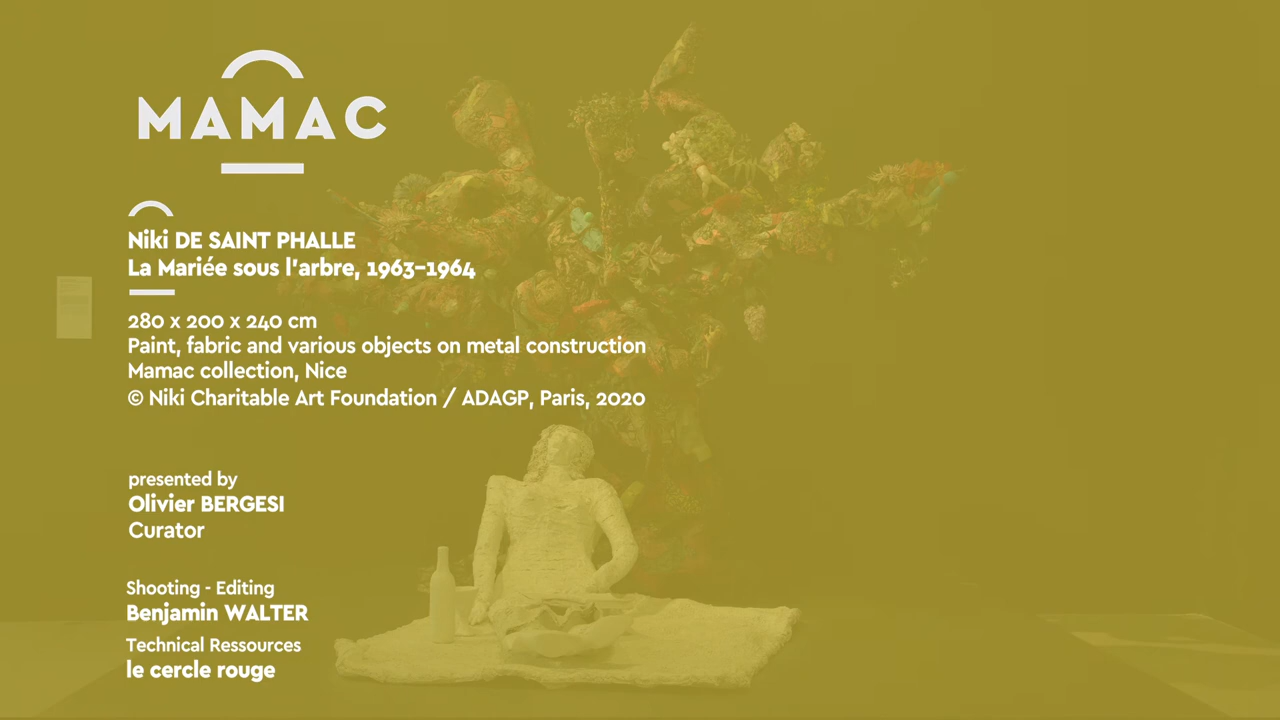 MAMAC
Niki DE SAINT PHALLE
La Mariée sous l'arbre, 1963-1964
280 x 200 x 240 cm
Paint, fabric and various objects on metal construction
Mamac collection, Nice
© Niki Charitable Art Foundation / ADAGP, Paris, 2020
presented by
Olivier BERGESI
Curator
Shooting - Editing
Benjamin WALTER
Technical Ressources
le cercle rouge